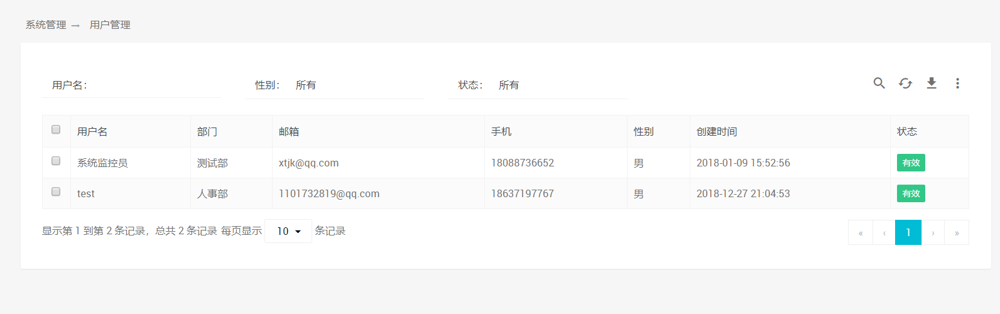 系统管理 → 用户管理
用户名： 性别： 所有 状态： 所有
用户名 部门 邮箱 手机 性别 创建时间 状态
系统监控员 测试部 xtjk@qq.com 18088736652 男 2018-01-09 15:52:56 有效
test 人事部 1101732819@qq.com 18637197767 男 2018-12-27 21:04:53 有效
显示第 1 到第 2 条记录，总共 2 条记录 每页显示 10 条记录 « ‹ 1 › »